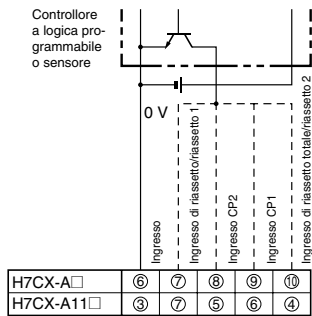 Controllore
a logica pro-
grammabile
o sensore
0 V
Ingresso
Ingresso di riassetto/riassetto 1
Ingresso CP2
Ingresso CP1
Ingresso di riassetto totale/riassetto 2
H7CX-A□ ⑥ ⑦ ⑧ ⑨ ⑩
H7CX-A11□ ③ ⑦ ⑤ ⑥ ④